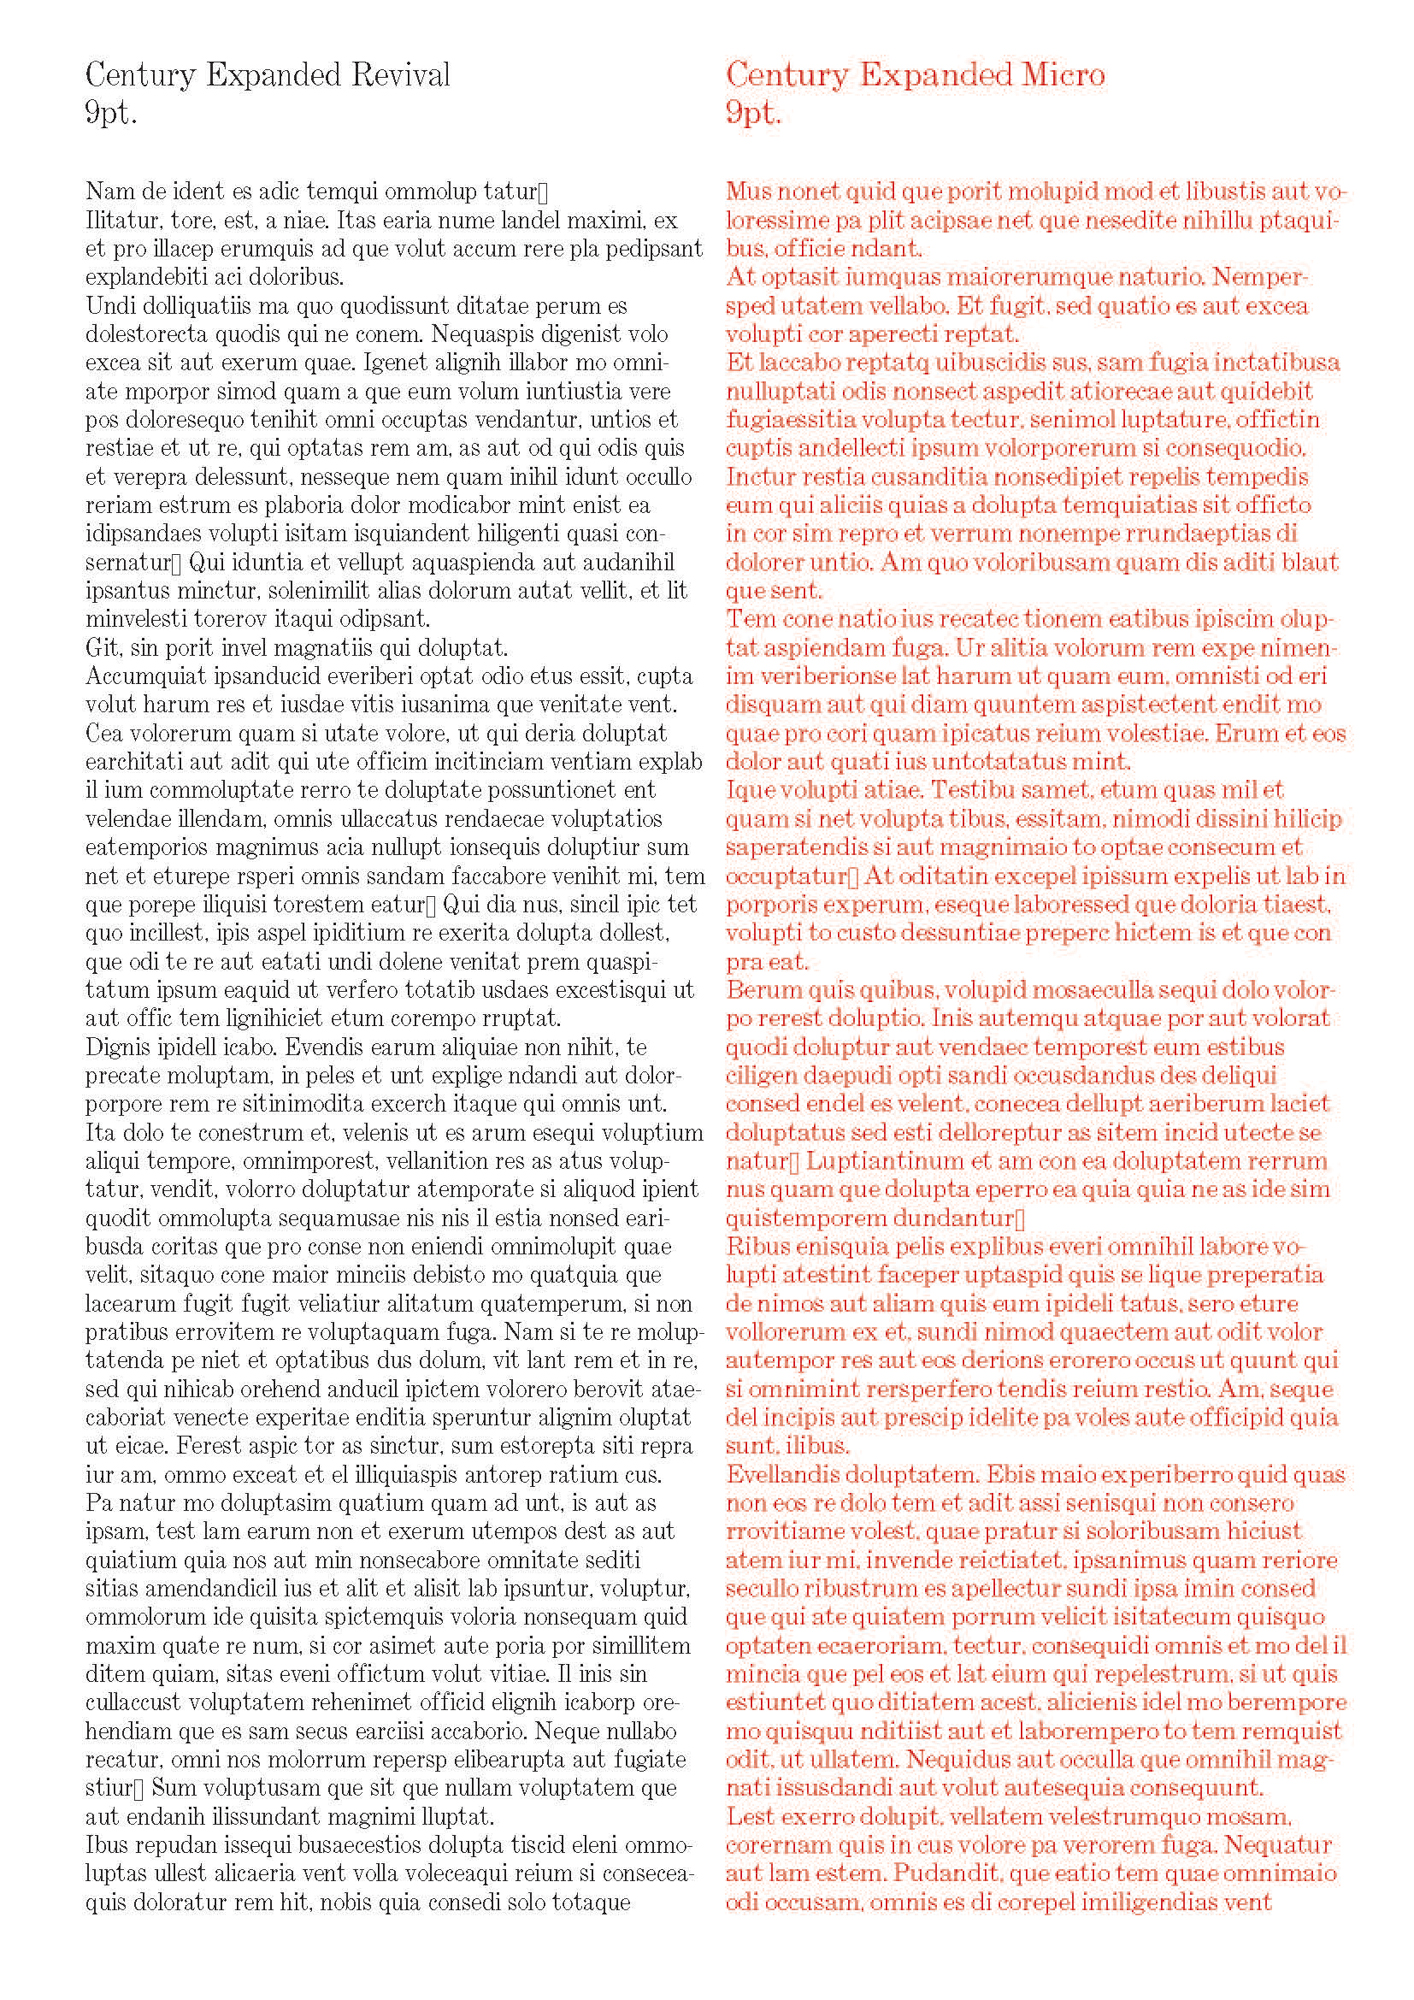 Century Expanded Revival
9pt.
Nam de ident es adic temqui ommolup tatur▯
Ilitatur, tore, est, a niae. Itas earia nume landel maximi, ex
et pro illacep erumquis ad que volut accum rere pla pedipsant
explandebiti aci doloribus.
Undi dolliquatiis ma quo quodissunt ditatae perum es
dolestorecta quodis qui ne conem. Nequaspis digenist volo
excea sit aut exerum quae. Igenet alignih illabor mo omni-
ate mporpor simod quam a que eum volum iuntiustia vere
pos doloresequo tenihit omni occuptas vendantur, untios et
restiae et ut re, qui optatas rem am, as aut od qui odis quis
et verepra delessunt, nesseque nem quam inihil idunt occullo
reriam estrum es plaboria dolor modicabor mint enist ea
idipsandaes volupti isitam isquiandent hiligenti quasi con-
sernatur▯ Qui iduntia et vellupt aquaspienda aut audanihil
ipsantus minctur, solenimilit alias dolorum autat vellit, et lit
minvelesti torerov itaqui odipsant.
Git, sin porit invel magnatiis qui doluptat.
Accumquiat ipsanducid everiberi optat odio etus essit, cupta
volut harum res et iusdae vitis iusanima que venitate vent.
Cea volorerum quam si utate volore, ut qui deria doluptat
earchitati aut adit qui ute officim incitinciam ventiam explab
il ium commoluptate rerro te doluptate possuntionet ent
velendae illendam, omnis ullaccatus rendaecae voluptatios
eatemporios magnimus acia nullupt ionsequis doluptiur sum
net et eturepe rsperi omnis sandam faccabore venihit mi, tem
que porepe iliquisi torestem eatur▯ Qui dia nus, sincil ipic tet
quo incillest, ipis aspel ipiditium re exerita dolupta dollest,
que odi te re aut eatati undi dolene venitat prem quaspi-
tatum ipsum eaquid ut verfero totatib usdaes excestisqui ut
aut offic tem lignihiciet etum corempo rruptat.
Dignis ipidell icabo. Evendis earum aliquiae non nihit, te
precate moluptam, in peles et unt explige ndandi aut dolor-
porpore rem re sitinimodita excerch itaque qui omnis unt.
Ita dolo te conestrum et, velenis ut es arum esequi voluptium
aliqui tempore, omnimporest, vellanition res as atus volup-
tatur, vendit, volorro doluptatur atemporate si aliquod ipient
quodit ommolupta sequamusae nis nis il estia nonsed eari-
busda coritas que pro conse non eniendi omnimolupit quae
velit, sitaquo cone maior minciis debisto mo quatquia que
lacearum fugit fugit veliatiur alitatum quatemperum, si non
pratibus errovitem re voluptaquam fuga. Nam si te re molup-
tatenda pe niet et optatibus dus dolum, vit lant rem et in re,
sed qui nihicab orehend anducil ipictem volorero berovit atae-
caboriat venecte experitae enditia speruntur alignim oluptat
ut eicae. Ferest aspic tor as sinctur, sum estorepta siti repra
iur am, ommo exceat et el illiquiaspis antorep ratium cus.
Pa natur mo doluptasim quatium quam ad unt, is aut as
ipsam, test lam earum non et exerum utempos dest as aut
quiatium quia nos aut min nonsecabore omnitate sediti
sitias amendandicil ius et alit et alisit lab ipsuntur, voluptur,
ommolorum ide quisita spictemquis voloria nonsequam quid
maxim quate re num, si cor asimet aute poria por simillitem
ditem quiam, sitas eveni offictum volut vitiae. Il inis sin
cullaccust voluptatem rehenimet officid elignih icaborp ore-
hendiam que es sam secus earciisi accaborio. Neque nullabo
recatur, omni nos molorrum repersp elibearupta aut fugiate
stiur▯ Sum voluptusam que sit que nullam voluptatem que
aut endanih ilissundant magnimi lluptat.
Ibus repudan issequi busaecestios dolupta tiscid eleni ommo-
luptas ullest alicaeria vent volla voleceaqui reium si consecea-
quis doloratur rem hit, nobis quia consedi solo totaque
Century Expanded Micro
9pt.
Mus nonet quid que porit molupid mod et libustis aut vo-
loressime pa plit acipsae net que nesedite nihillu ptaqui-
bus, officie ndant.
At optasit iumquas maiorerumque naturio. Nemper-
sped utatem vellabo. Et fugit, sed quatio es aut excea
volupti cor aperecti reptat.
Et laccabo reptatq uibuscidis sus, sam fugia inctatibusa
nulluptati odis nonsect aspedit atiorecae aut quidebit
fugiaessitia volupta tectur, senimol luptature, offictin
cuptis andellecti ipsum volorporerum si consequodio.
Inctur restia cusanditia nonsedipiet repelis tempedis
eum qui aliciis quias a dolupta temquiatias sit officto
in cor sim repro et verrum nonempe rrundaeptias di
dolorer untio. Am quo voloribusam quam dis aditi blaut
que sent.
Tem cone natio ius recatec tionem eatibus ipiscim olup-
tat aspiendam fuga. Ur alitia volorum rem expe nimen-
im veriberionse lat harum ut quam eum, omnisti od eri
disquam aut qui diam quuntem aspistectent endit mo
quae pro cori quam ipicatus reium volestiae. Erum et eos
dolor aut quati ius untotatatus mint.
Ique volupti atiae. Testibu samet, etum quas mil et
quam si net volupta tibus, essitam, nimodi dissini hilicip
saperatendis si aut magnimaio to optae consecum et
occuptatur▯ At oditatin excepel ipissum expelis ut lab in
porporis experum, eseque laboressed que doloria tiaest,
volupti to custo dessuntiae preperc hictem is et que con
pra eat.
Berum quis quibus, volupid mosaeculla sequi dolo volor-
po rerest doluptio. Inis autemqu atquae por aut volorat
quodi doluptur aut vendaec temporest eum estibus
ciligen daepudi opti sandi occusdandus des deliqui
consed endel es velent, conecea dellupt aeriberum laciet
doluptatus sed esti delloreptur as sitem incid utecte se
natur▯ Luptiantinum et am con ea doluptatem rerrum
nus quam que dolupta eperro ea quia quia ne as ide sim
quistemporem dundantur▯
Ribus enisquia pelis explibus everi omnihil labore vo-
lupti atestint faceper uptaspid quis se lique preperatia
de nimos aut aliam quis eum ipideli tatus, sero eture
vollorerum ex et, sundi nimod quaectem aut odit volor
autempor res aut eos derions erorero occus ut quunt qui
si omnimint rersperfero tendis reium restio. Am, seque
del incipis aut prescip idelite pa voles aute officipid quia
sunt, ilibus.
Evellandis doluptatem. Ebis maio experiberro quid quas
non eos re dolo tem et adit assi senisqui non consero
rrovitiame volest, quae pratur si soloribusam hiciust
atem iur mi, invende reictiatet, ipsanimus quam reriore
secullo ribustrum es apellectur sundi ipsa imin consed
que qui ate quiatem porrum velicit isitatecum quisquo
optaten ecaeroriam, tectur, consequidi omnis et mo del il
mincia que pel eos et lat eium qui repelestrum, si ut quis
estiuntet quo ditiatem acest, alicienis idel mo berempore
mo quisquu nditiist aut et laborempero to tem remquist
odit, ut ullatem. Nequidus aut occulla que omnihil mag-
nati issusdandi aut volut autesequia consequunt.
Lest exerro dolupit, vellatem velestrumquo mosam,
corernam quis in cus volore pa verorem fuga. Nequatur
aut lam estem. Pudandit, que eatio tem quae omnimaio
odi occusam, omnis es di corepel imiligendias vent